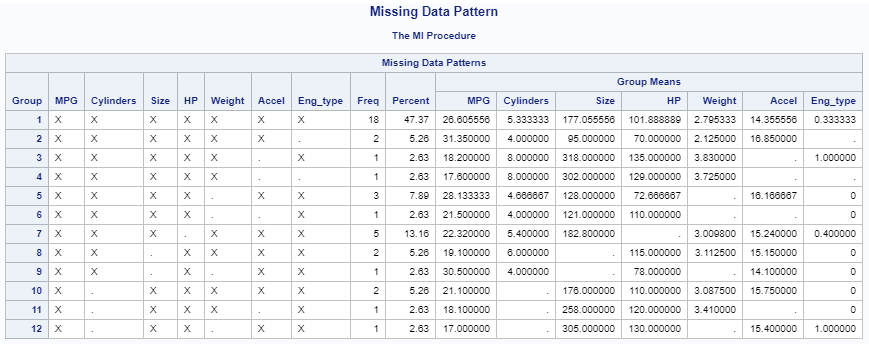 Missing Data Pattern
The MI Procedure
Missing Data Patterns
Group Means
Group MPG Cylinders Size HP Weight Accel Eng_type Freq Percent MPG Cylinders Size HP Weight Accel Eng_type
1 X X X X X X X 18 47.37 26.605556 5.333333 177.055556 101.888889 2.795333 14.355556 0.333333
2 X X X X X X . 2 5.26 31.350000 4.000000 95.000000 70.000000 2.125000 16.850000 .
3 X X X X X . X 1 2.63 18.200000 8.000000 318.000000 135.000000 3.830000 . 1.000000
4 X X X X X . . 1 2.63 17.600000 8.000000 302.000000 129.000000 3.725000 . .
5 X X X X . X X 3 7.89 28.133333 4.666667 128.000000 72.666667 . 16.166667 0
6 X X X X . . X 1 2.63 21.500000 4.000000 121.000000 110.000000 . . 0
7 X X X . X X X 5 13.16 22.320000 5.400000 182.800000 . 3.009800 15.240000 0.400000
8 X X . X X X X 2 5.26 19.100000 6.000000 . 115.000000 3.112500 15.150000 0
9 X X . X . X X 1 2.63 30.500000 4.000000 . 78.000000 . 14.100000 0
10 X . X X X X X 2 5.26 21.100000 . 176.000000 110.000000 3.087500 15.750000 0
11 X . X X X . X 1 2.63 18.100000 . 258.000000 120.000000 3.410000 . 0
12 X . X X . X X 1 2.63 17.000000 . 305.000000 130.000000 . 15.400000 1.000000